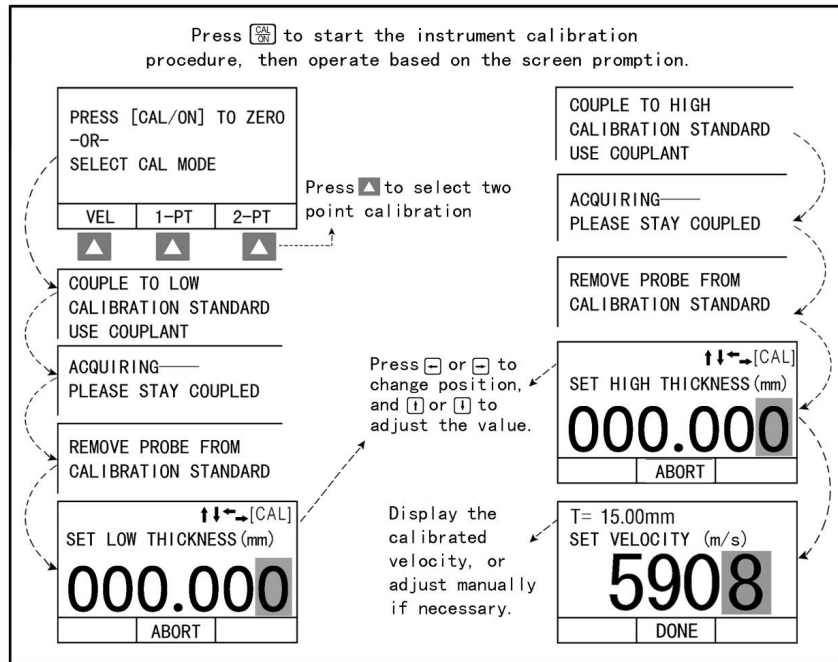 Press CAL ON to start the instrument calibration
procedure, then operate based on the screen promption.
PRESS [CAL/ON] TO ZERO
-OR-
SELECT CAL MODE
VEL 1-PT 2-PT
Press ▲ to select two
point calibration
COUPLE TO LOW
CALIBRATION STANDARD
USE COUPLANT
ACQUIRING——
PLEASE STAY COUPLED
REMOVE PROBE FROM
CALIBRATION STANDARD
↑↓←→[CAL]
SET LOW THICKNESS(mm)
000.000
ABORT
Press ← or → to
change position,
and ↑ or ↓ to
adjust the value.
COUPLE TO HIGH
CALIBRATION STANDARD
USE COUPLANT
ACQUIRING——
PLEASE STAY COUPLED
REMOVE PROBE FROM
CALIBRATION STANDARD
↑↓←→[CAL]
SET HIGH THICKNESS(mm)
000.000
ABORT
Display the
calibrated
velocity, or
adjust manually
if necessary.
T= 15.00mm
SET VELOCITY (m/s)
5908
DONE